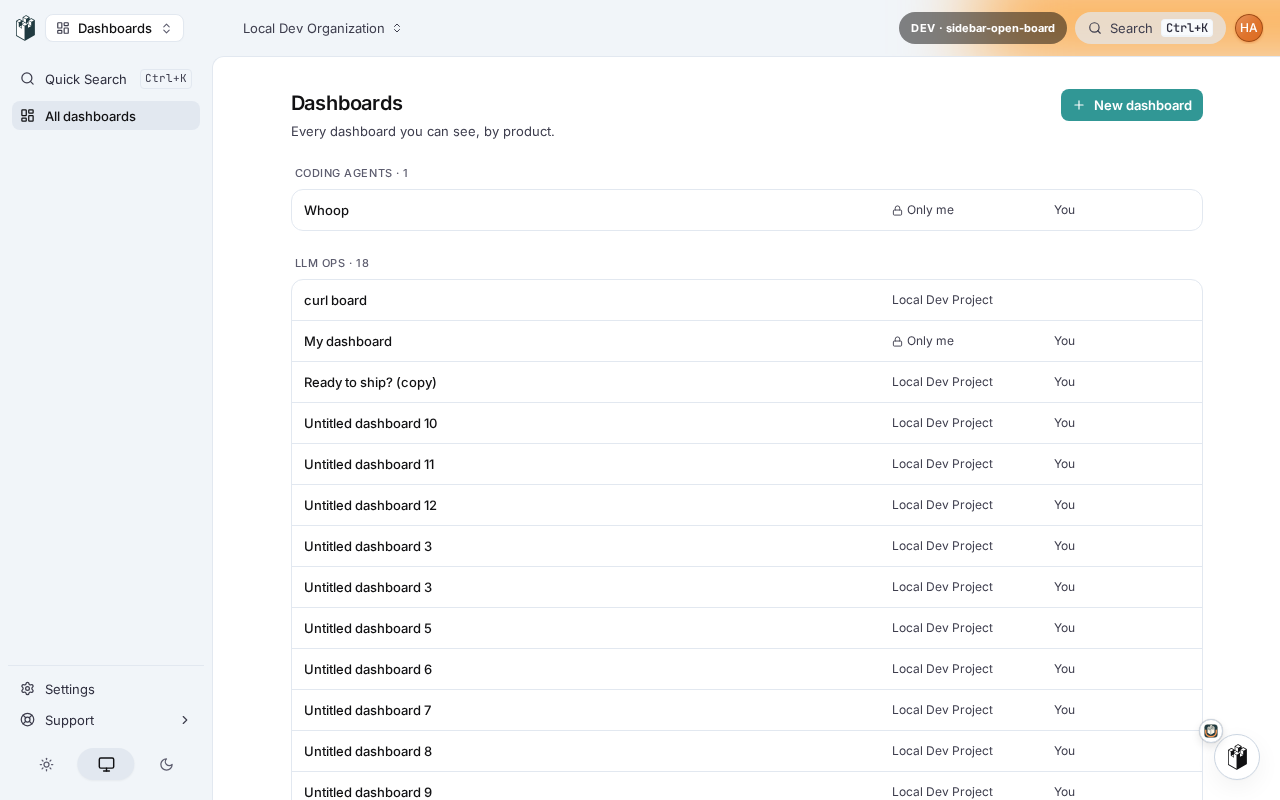 Dashboards
Local Dev Organization
DEV · sidebar-open-board
Search Ctrl+K
HA
Quick Search Ctrl+K
All dashboards
Dashboards
Every dashboard you can see, by product.
New dashboard
CODING AGENTS · 1
Whoop Only me You
LLM OPS · 18
curl board Local Dev Project
My dashboard Only me You
Ready to ship? (copy) Local Dev Project You
Untitled dashboard 10 Local Dev Project You
Untitled dashboard 11 Local Dev Project You
Untitled dashboard 12 Local Dev Project You
Untitled dashboard 3 Local Dev Project You
Untitled dashboard 3 Local Dev Project You
Untitled dashboard 5 Local Dev Project You
Untitled dashboard 6 Local Dev Project You
Untitled dashboard 7 Local Dev Project You
Untitled dashboard 8 Local Dev Project You
Untitled dashboard 9 Local Dev Project You
Settings
Support